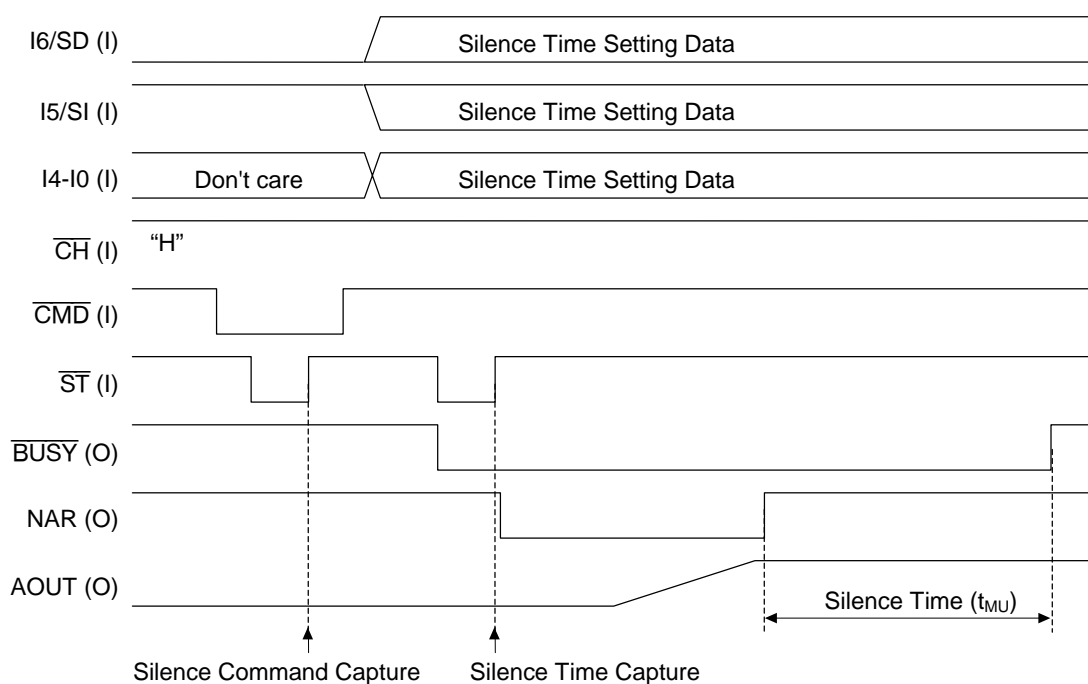 I6/SD (I) Silence Time Setting Data
I5/SI (I) Silence Time Setting Data
I4-I0 (I) Don't care Silence Time Setting Data
CH (I) “H”
CMD (I)
ST (I)
BUSY (O)
NAR (O)
AOUT (O) Silence Time (tMU)
Silence Command Capture Silence Time Capture